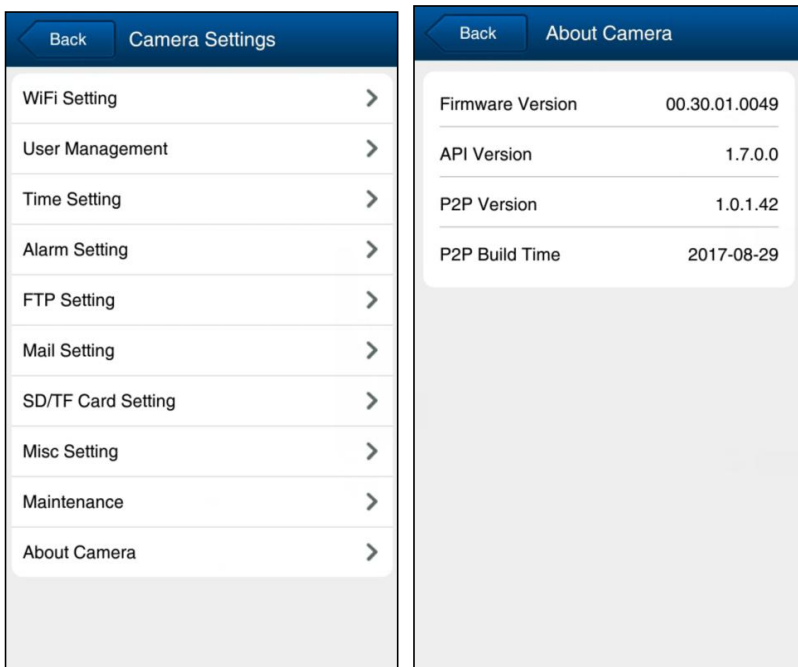 Back
Camera Settings
WiFi Setting
User Management
Time Setting
Alarm Setting
FTP Setting
Mail Setting
SD/TF Card Setting
Misc Setting
Maintenance
About Camera
Back
About Camera
Firmware Version 00.30.01.0049
API Version 1.7.0.0
P2P Version 1.0.1.42
P2P Build Time 2017-08-29